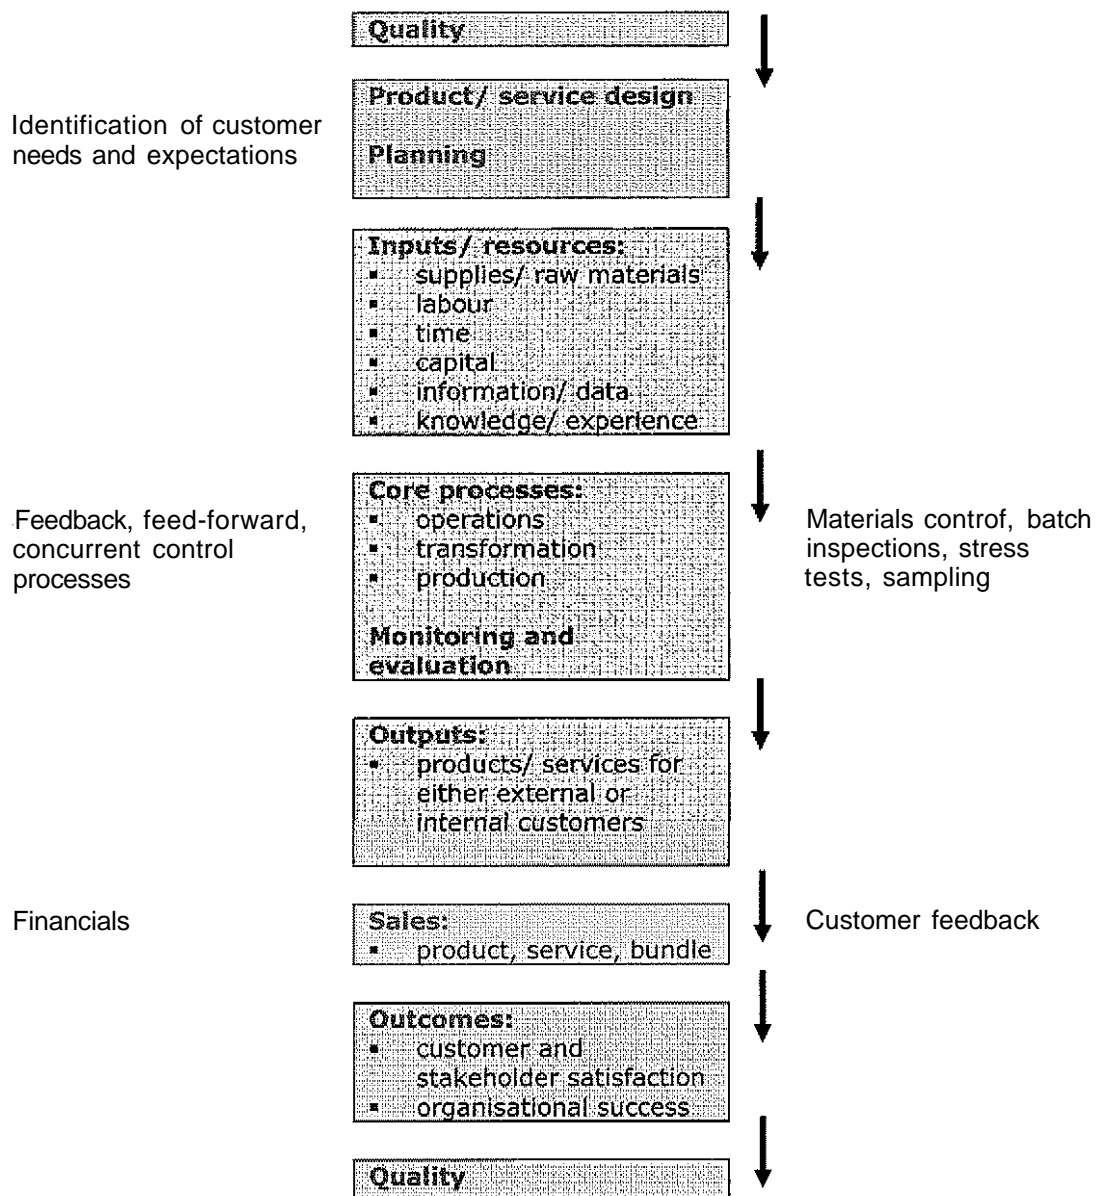 Quality
Product/ service design
Identification of customer
needs and expectations
Planning
Inputs/ resources:
▪ supplies/ raw materials
▪ labour
▪ time
▪ capital
▪ information/ data
▪ knowledge/ experience
Core processes:
▪ operations
▪ transformation
▪ production
Monitoring and
evaluation
Feedback, feed-forward,
concurrent control
processes
Materials controf, batch
inspections, stress
tests, sampling
Outputs:
▪ products/ services for
either external or
internal customers
Financials
Sales:
▪ product, service, bundle
Customer feedback
Outcomes:
▪ customer and
stakeholder satisfaction
▪ organisational success
Quality